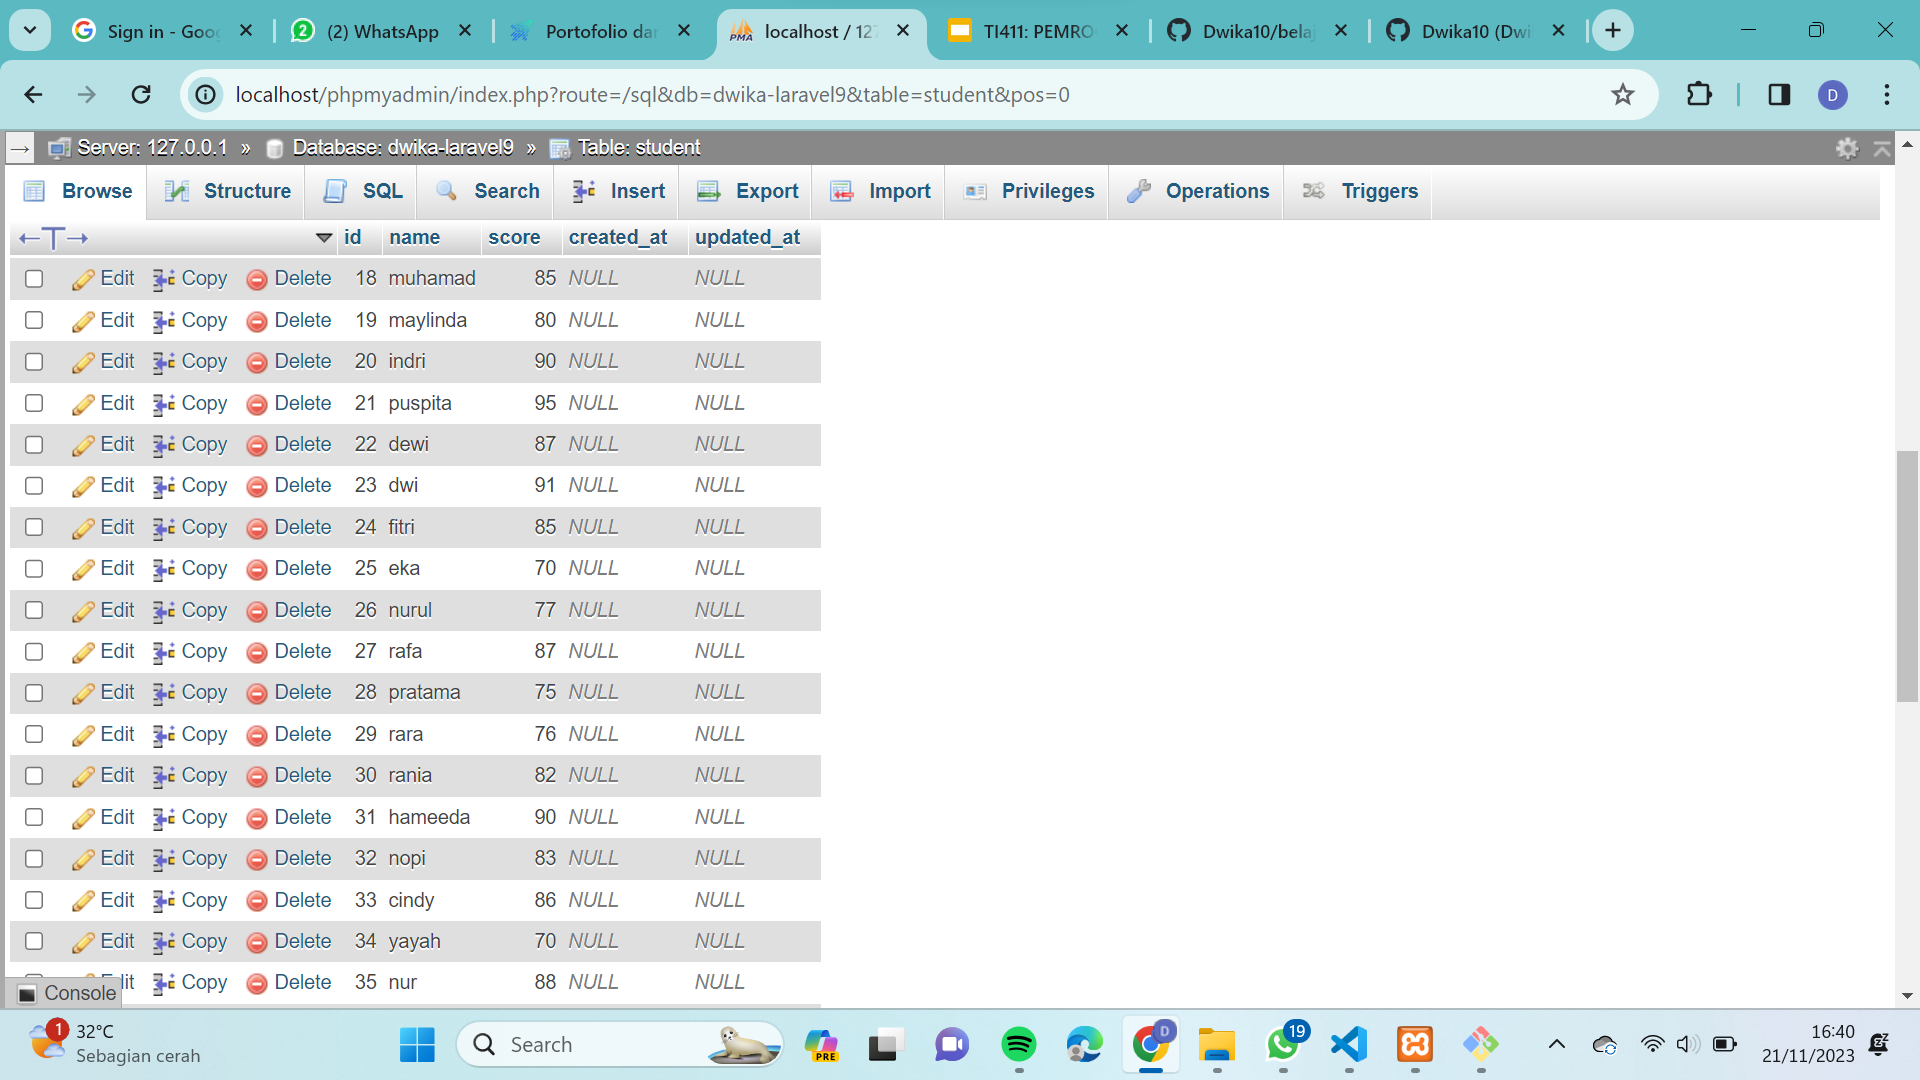 Sign in - Goog
(2) WhatsApp
Portofolio dan
localhost / 127
TI411: PEMRO
Dwika10/belaj
Dwika10 (Dwi
localhost/phpmyadmin/index.php?route=/sql&db=dwika-laravel9&table=student&pos=0
D
Server: 127.0.0.1 » Database: dwika-laravel9 » Table: student
Browse Structure SQL Search Insert Export Import Privileges Operations Triggers
←T→ id name score created_at updated_at
Edit Copy Delete 18 muhamad 85 NULL NULL
Edit Copy Delete 19 maylinda 80 NULL NULL
Edit Copy Delete 20 indri 90 NULL NULL
Edit Copy Delete 21 puspita 95 NULL NULL
Edit Copy Delete 22 dewi 87 NULL NULL
Edit Copy Delete 23 dwi 91 NULL NULL
Edit Copy Delete 24 fitri 85 NULL NULL
Edit Copy Delete 25 eka 70 NULL NULL
Edit Copy Delete 26 nurul 77 NULL NULL
Edit Copy Delete 27 rafa 87 NULL NULL
Edit Copy Delete 28 pratama 75 NULL NULL
Edit Copy Delete 29 rara 76 NULL NULL
Edit Copy Delete 30 rania 82 NULL NULL
Edit Copy Delete 31 hameeda 90 NULL NULL
Edit Copy Delete 32 nopi 83 NULL NULL
Edit Copy Delete 33 cindy 86 NULL NULL
Edit Copy Delete 34 yayah 70 NULL NULL
Copy Delete 35 nur 88 NULL NULL
Console
1
32°C
Sebagian cerah
Search
PRE
D
19
16:40
21/11/2023